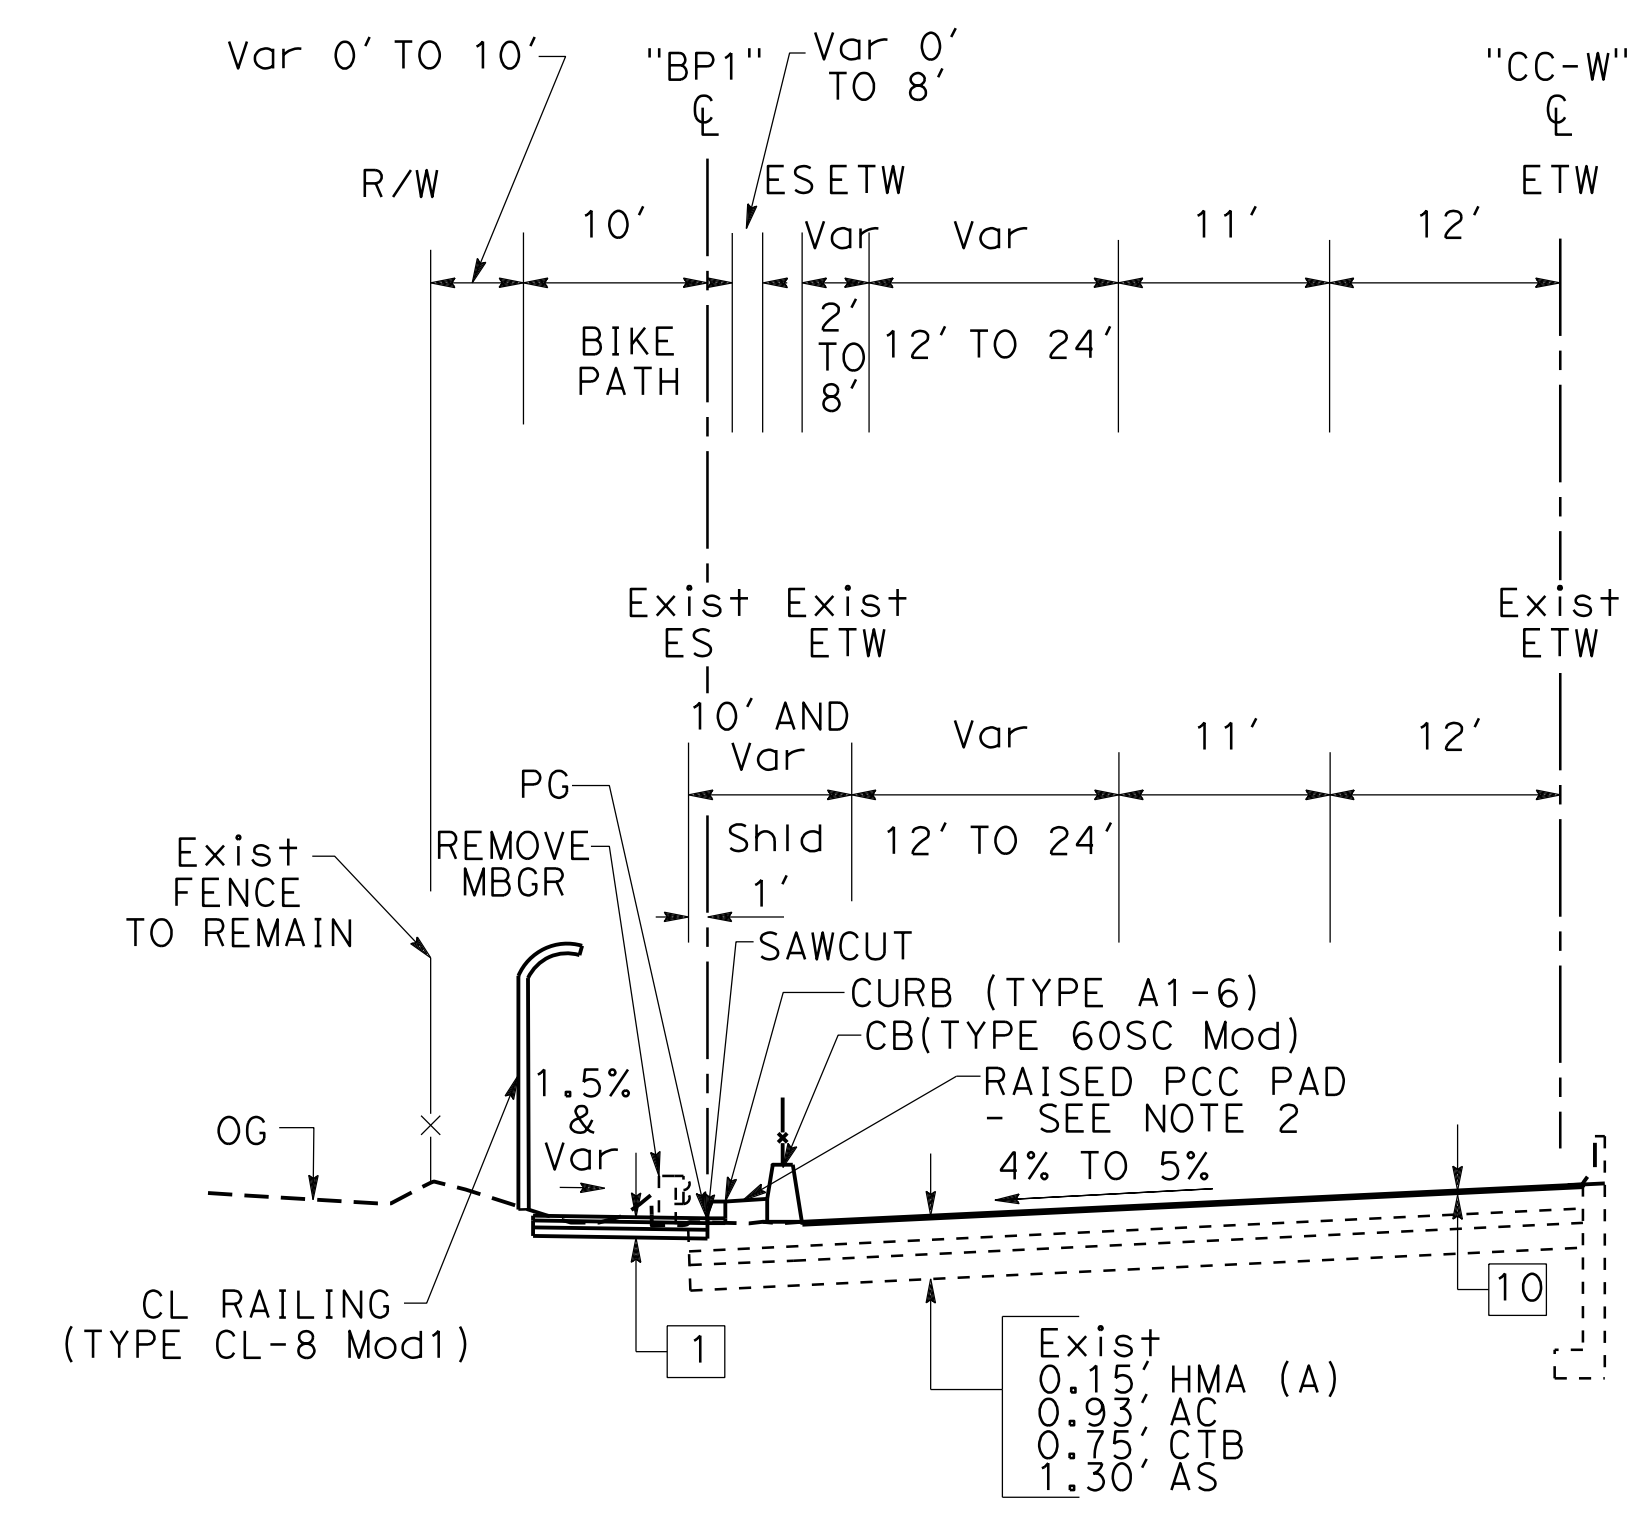 Var 0' TO 10'
"BP1"
℄
Var 0'
TO 8'
"CC-W"
℄
R/W
ES ETW
ETW
10'
Var
Var
11'
12'
BIKE
PATH
2'
TO
8'
12' TO 24'
Exist
ES
Exist
ETW
Exist
ETW
10' AND
Var
Var
11'
12'
PG
Shld
12' TO 24'
REMOVE
MBGR
1'
Exist
FENCE
TO REMAIN
SAWCUT
CURB (TYPE A1-6)
CB(TYPE 60SC Mod)
RAISED PCC PAD
- SEE NOTE 2
1.5%
&
Var
OG
4% TO 5%
CL RAILING
(TYPE CL-8 Mod1)
1
10
Exist
0.15' HMA (A)
0.93' AC
0.75' CTB
1.30' AS